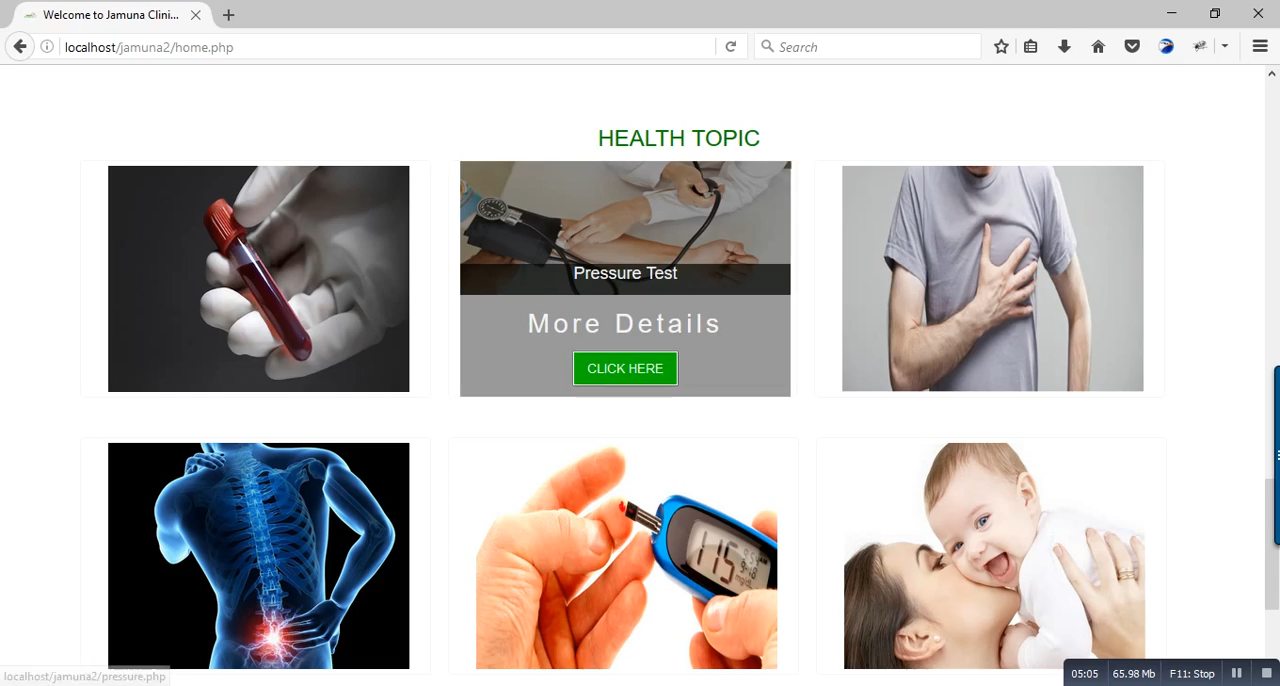 Welcome to Jamuna Clini...
localhost/jamuna2/home.php
Search
HEALTH TOPIC
Pressure Test
More Details
CLICK HERE
115
localhost/jamuna2/pressure.php
05:05 65.98 Mb F11: Stop